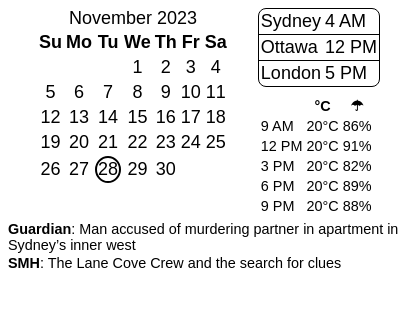 November 2023
Su Mo Tu We Th Fr Sa
1 2 3 4
5 6 7 8 9 10 11
12 13 14 15 16 17 18
19 20 21 22 23 24 25
26 27 28 29 30
Sydney 4 AM
Ottawa 12 PM
London 5 PM
°C ☂
9 AM 20°C 86%
12 PM 20°C 91%
3 PM 20°C 82%
6 PM 20°C 89%
9 PM 20°C 88%
Guardian: Man accused of murdering partner in apartment in
Sydney’s inner west
SMH: The Lane Cove Crew and the search for clues